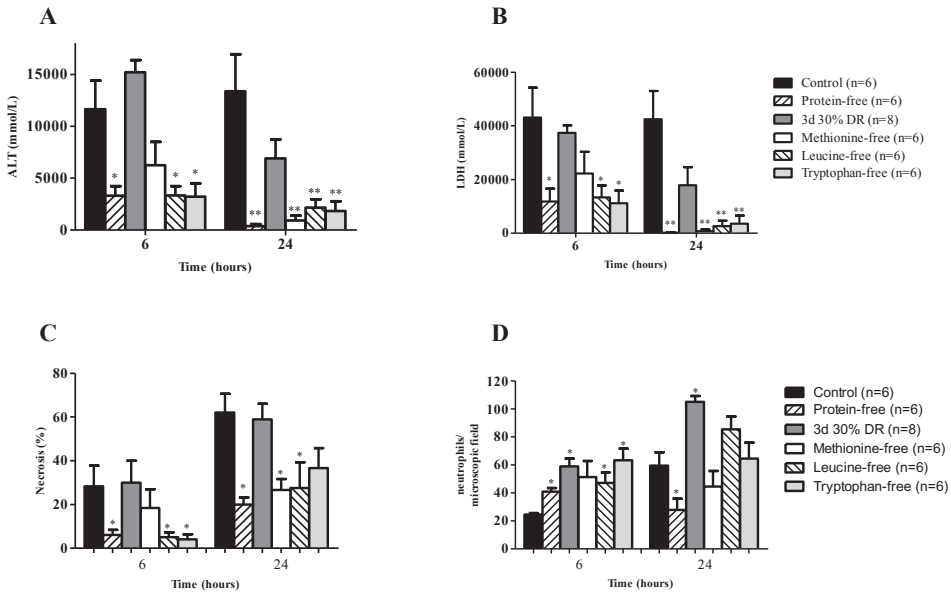 A
ALT (mmol/L)
15000
10000
5000
0
* * *
** ** ** **
6 24
Time (hours)
B
LDH (mmol/L)
60000
40000
20000
0
* * *
** ** ** **
6 24
Time (hours)
Control (n=6)
Protein-free (n=6)
3d 30% DR (n=8)
Methionine-free (n=6)
Leucine-free (n=6)
Tryptophan-free (n=6)
C
Necrosis (%)
80
60
40
20
0
* * *
* * *
6 24
Time (hours)
D
neutrophils/
microscopic field
120
100
80
60
40
20
0
* * * *
* *
6 24
Time (hours)
Control (n=6)
Protein-free (n=6)
3d 30% DR (n=8)
Methionine-free (n=6)
Leucine-free (n=6)
Tryptophan-free (n=6)